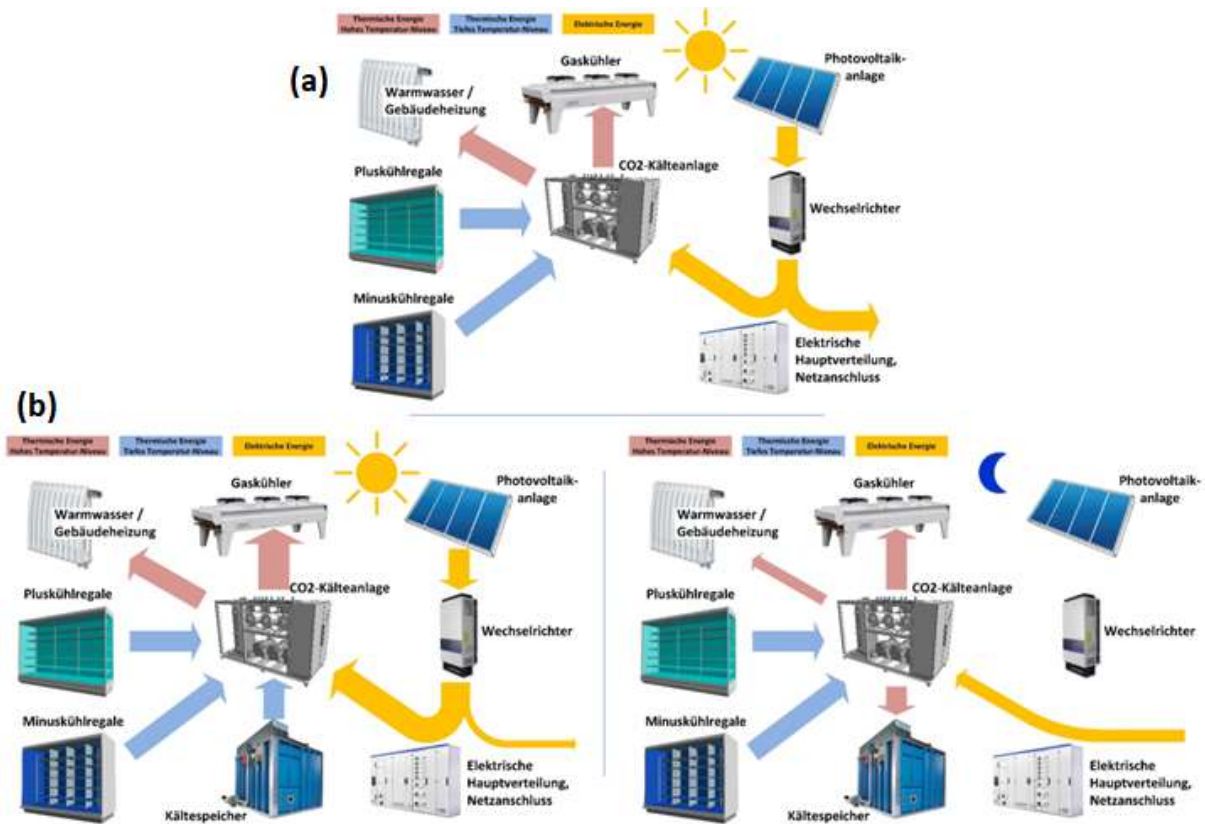 (a)
Thermische Energie
Hohes Temperatur-Niveau
Thermische Energie
Tiefes Temperatur-Niveau
Elektrische Energie
Gaskühler
Photovoltaik-
anlage
Warmwasser /
Gebäudeheizung
CO2-Kälteanlage
Pluskühlregale
Wechselrichter
Minuskühlregale
Elektrische
Hauptverteilung,
Netzanschluss
(b)
Thermische Energie
Hohes Temperatur-Niveau
Thermische Energie
Tiefes Temperatur-Niveau
Elektrische Energie
Gaskühler
Photovoltaik-
anlage
Warmwasser /
Gebäudeheizung
CO2-Kälteanlage
Pluskühlregale
Wechselrichter
Minuskühlregale
Elektrische
Hauptverteilung,
Netzanschluss
Kältespeicher
Thermische Energie
Hohes Temperatur-Niveau
Thermische Energie
Tiefes Temperatur-Niveau
Elektrische Energie
Gaskühler
Photovoltaik-
anlage
Warmwasser /
Gebäudeheizung
CO2-Kälteanlage
Pluskühlregale
Wechselrichter
Minuskühlregale
Elektrische
Hauptverteilung,
Netzanschluss
Kältespeicher